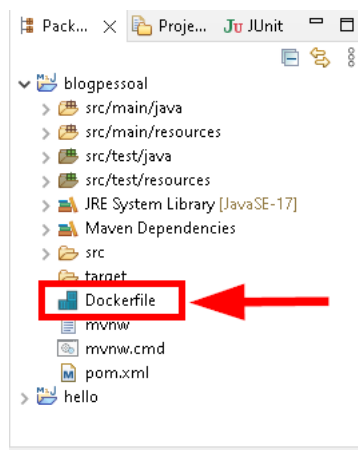 Pack... Proje... Ju JUnit
blogpessoal
src/main/java
src/main/resources
src/test/java
src/test/resources
JRE System Library [JavaSE-17]
Maven Dependencies
src
target
Dockerfile
mvnw
mvnw.cmd
pom.xml
hello